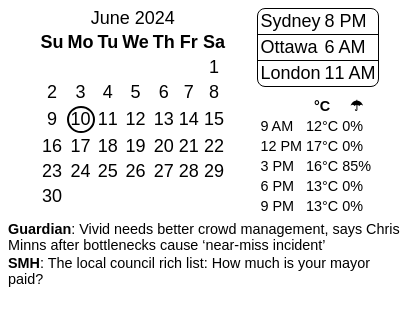 June 2024
Su Mo Tu We Th Fr Sa
1
2 3 4 5 6 7 8
9 10 11 12 13 14 15
16 17 18 19 20 21 22
23 24 25 26 27 28 29
30
Sydney 8 PM
Ottawa 6 AM
London 11 AM
°C ☂
9 AM 12°C 0%
12 PM 17°C 0%
3 PM 16°C 85%
6 PM 13°C 0%
9 PM 13°C 0%
Guardian: Vivid needs better crowd management, says Chris
Minns after bottlenecks cause ‘near-miss incident’
SMH: The local council rich list: How much is your mayor
paid?